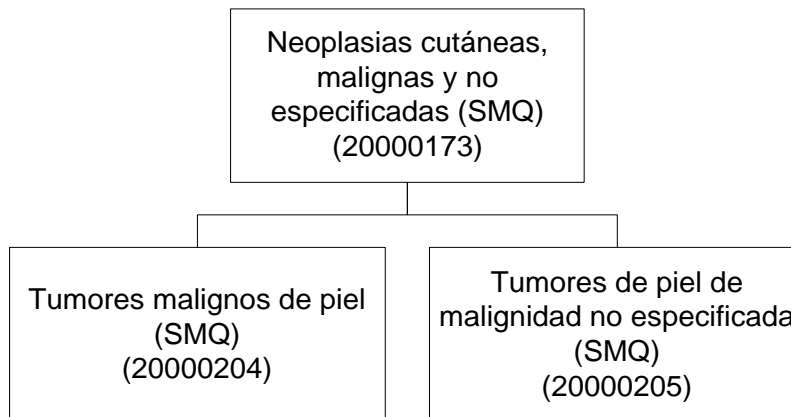 Neoplasias cutáneas,
malignas y no
especificadas (SMQ)
(20000173)
Tumores malignos de piel
(SMQ)
(20000204)
Tumores de piel de
malignidad no especificada
(SMQ)
(20000205)